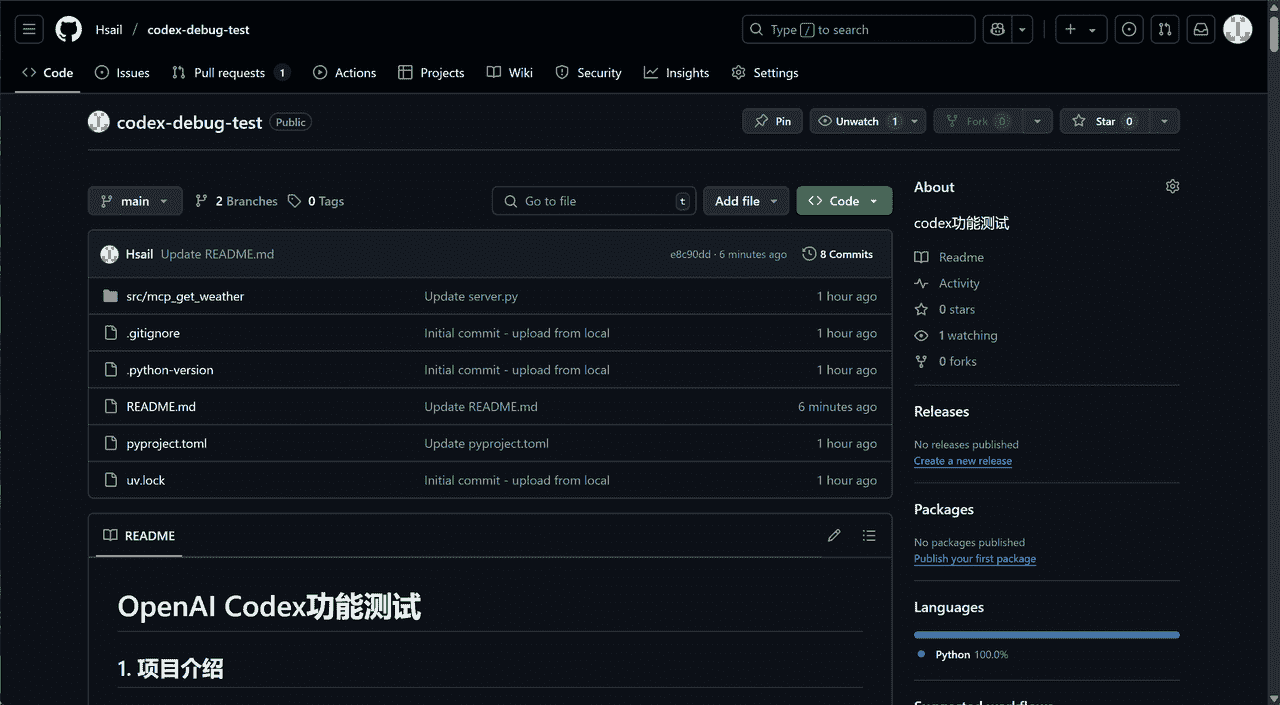 Hsail / codex-debug-test
Type / to search
Code
Issues
Pull requests 1
Actions
Projects
Wiki
Security
Insights
Settings
codex-debug-test Public
Pin
Unwatch 1
Fork 0
Star 0
main
2 Branches
0 Tags
Go to file t
Add file
Code
Hsail Update README.md e8c90dd · 6 minutes ago 8 Commits
src/mcp_get_weather Update server.py 1 hour ago
.gitignore Initial commit - upload from local 1 hour ago
.python-version Initial commit - upload from local 1 hour ago
README.md Update README.md 6 minutes ago
pyproject.toml Update pyproject.toml 1 hour ago
uv.lock Initial commit - upload from local 1 hour ago
README
OpenAI Codex功能测试
1. 项目介绍
About
codex功能测试
Readme
Activity
0 stars
1 watching
0 forks
Releases
No releases published
Create a new release
Packages
No packages published
Publish your first package
Languages
Python 100.0%
Suggested workflows